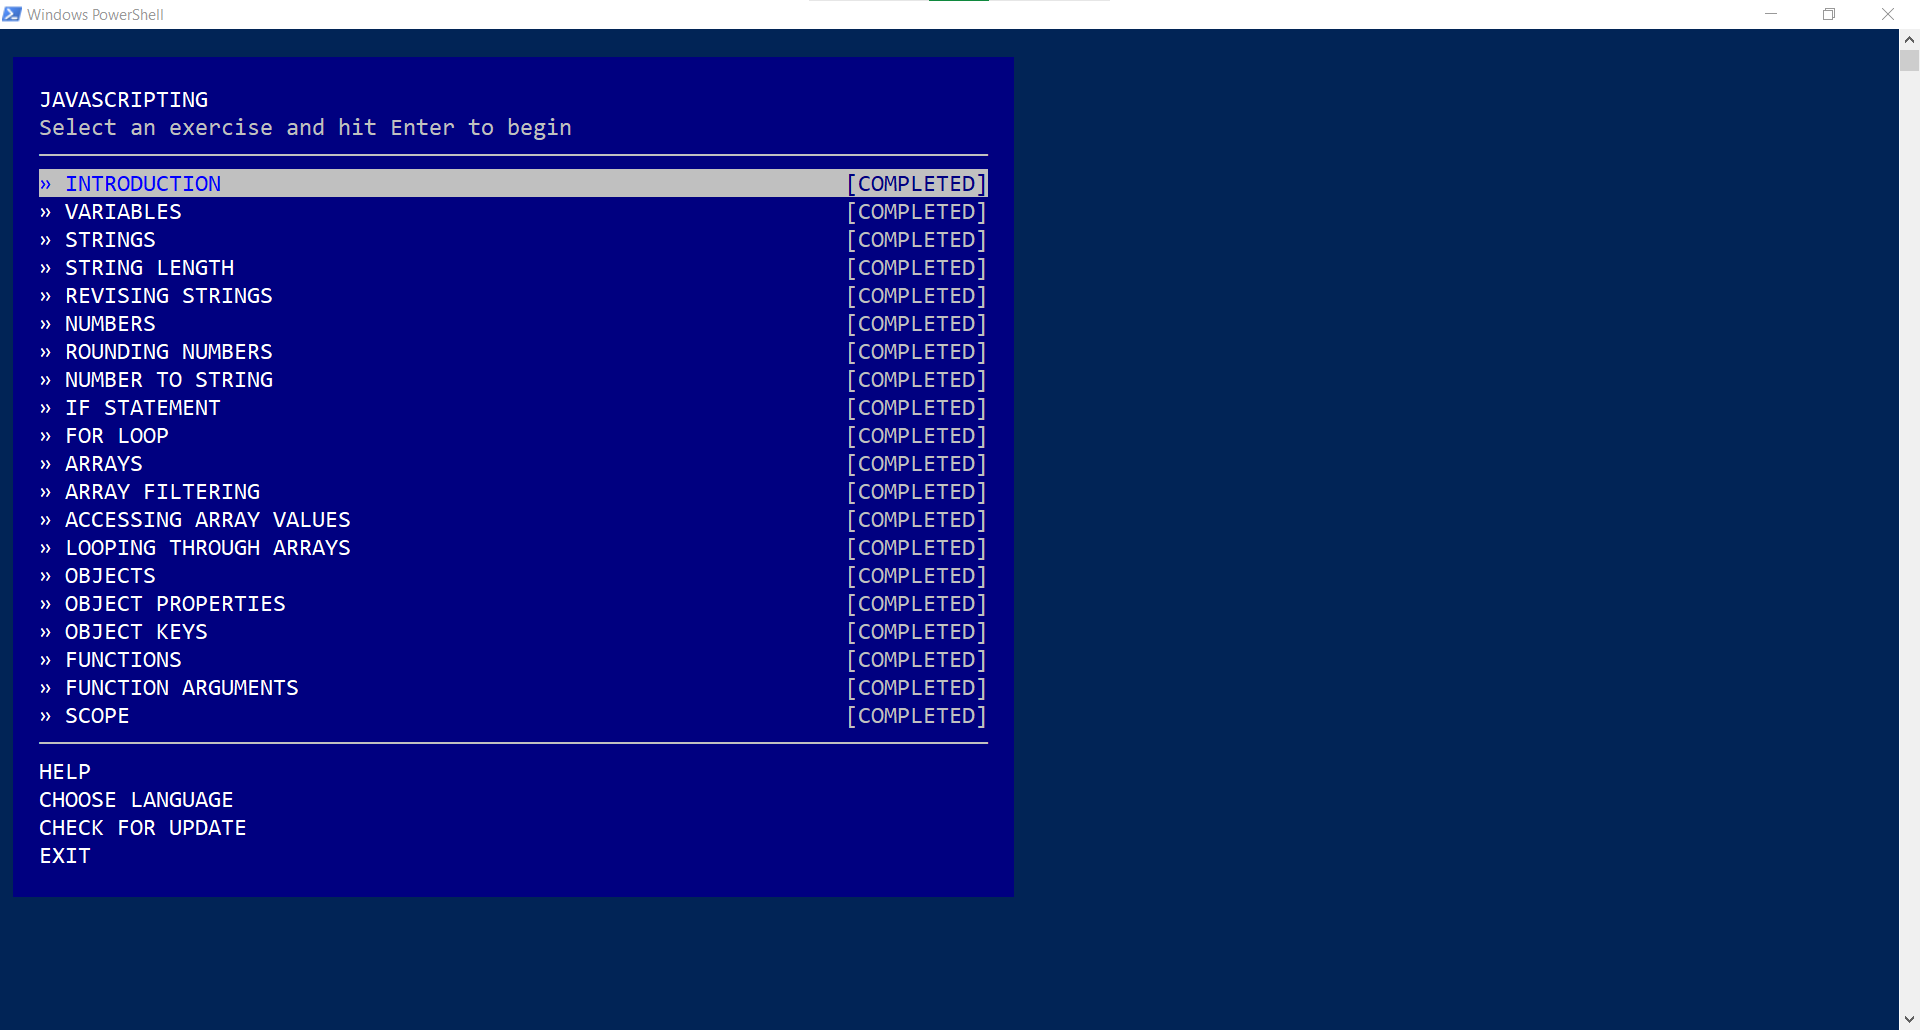 Windows PowerShell
JAVASCRIPTING
Select an exercise and hit Enter to begin
» INTRODUCTION [COMPLETED]
» VARIABLES [COMPLETED]
» STRINGS [COMPLETED]
» STRING LENGTH [COMPLETED]
» REVISING STRINGS [COMPLETED]
» NUMBERS [COMPLETED]
» ROUNDING NUMBERS [COMPLETED]
» NUMBER TO STRING [COMPLETED]
» IF STATEMENT [COMPLETED]
» FOR LOOP [COMPLETED]
» ARRAYS [COMPLETED]
» ARRAY FILTERING [COMPLETED]
» ACCESSING ARRAY VALUES [COMPLETED]
» LOOPING THROUGH ARRAYS [COMPLETED]
» OBJECTS [COMPLETED]
» OBJECT PROPERTIES [COMPLETED]
» OBJECT KEYS [COMPLETED]
» FUNCTIONS [COMPLETED]
» FUNCTION ARGUMENTS [COMPLETED]
» SCOPE [COMPLETED]
HELP
CHOOSE LANGUAGE
CHECK FOR UPDATE
EXIT